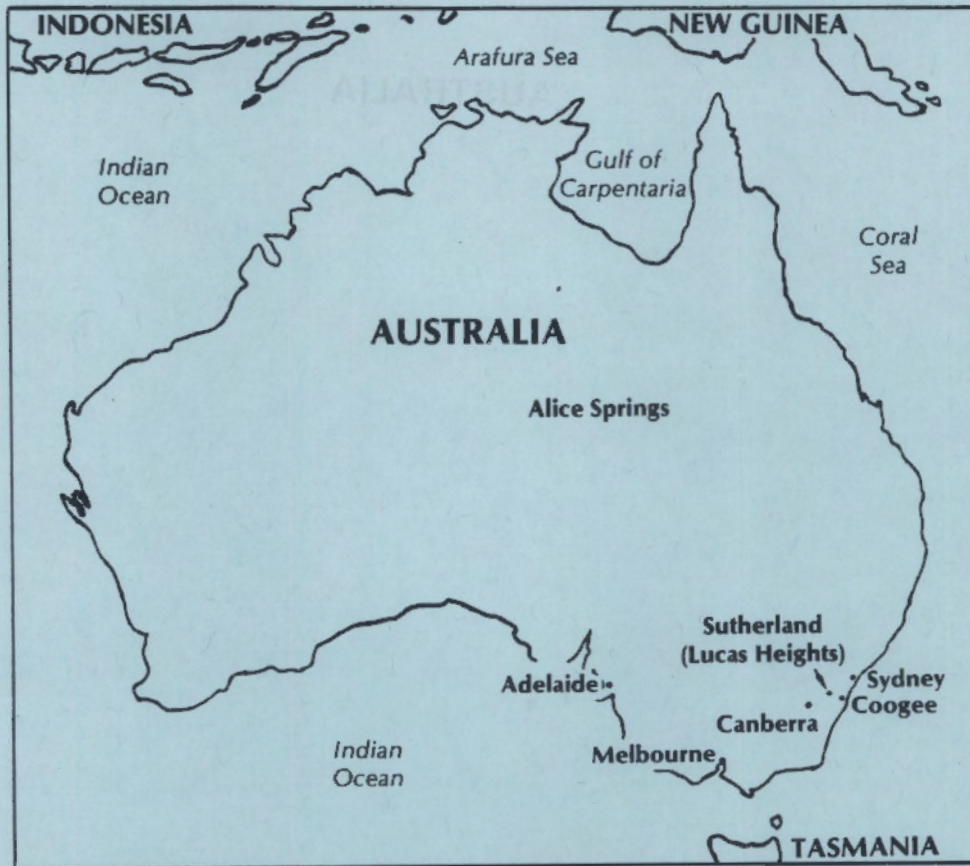 INDONESIA
NEW GUINEA
Arafura Sea
AUSTRALIA
Indian
Ocean
Gulf of
Carpentaria
Coral
Sea
AUSTRALIA
Alice Springs
Sutherland
(Lucas Heights)
Adelaide
Sydney
Coogee
Canberra
Melbourne
Indian
Ocean
TASMANIA